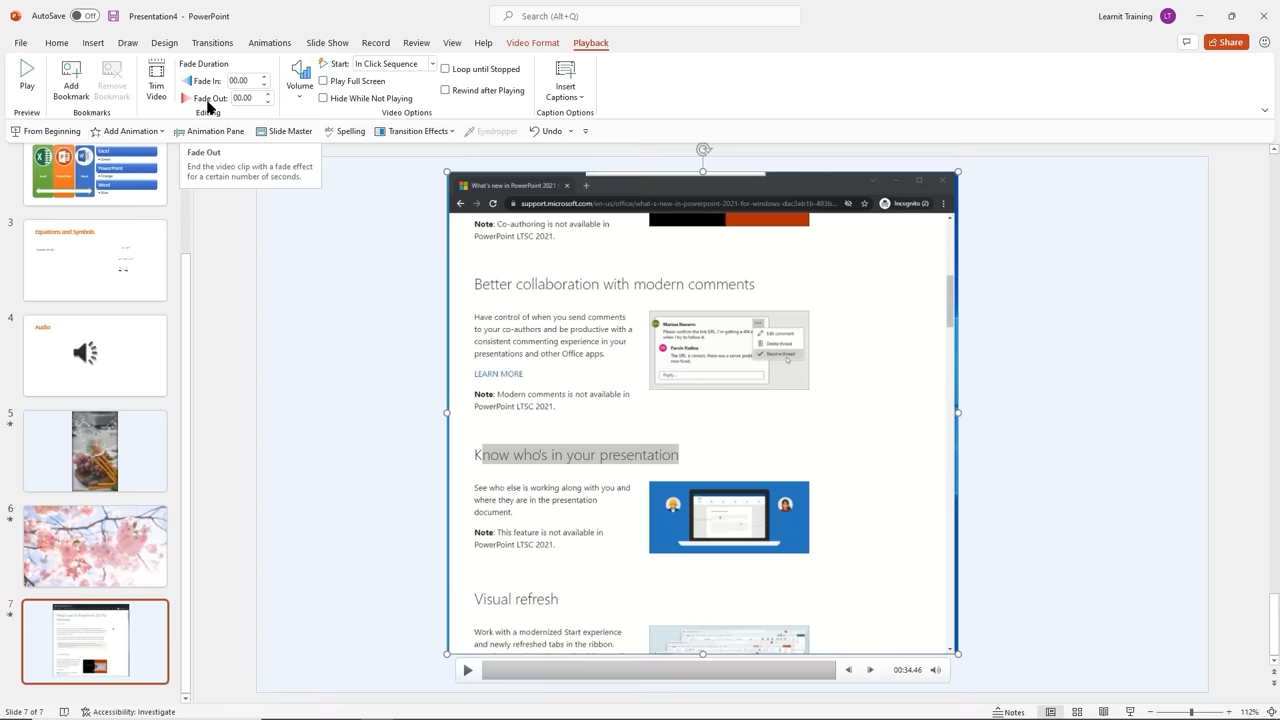 AutoSave Off Presentation4 - PowerPoint Search (Alt+Q) Learnit Training LT
File Home Insert Draw Design Transitions Animations Slide Show Record Review View Help Video Format Playback Share
Play
Preview
Add Bookmark
Remove Bookmark
Bookmarks
Trim Video
Fade Duration
Fade In: 00.00
Fade Out: 00.00
Editing
Volume
Start: In Click Sequence
Play Full Screen
Hide While Not Playing
Loop until Stopped
Rewind after Playing
Video Options
Insert Captions
Caption Options
From Beginning Add Animation Animation Pane Slide Master Spelling Transition Effects Eyedropper Undo
Fade Out
End the video clip with a fade effect
for a certain number of seconds.
Excel
PowerPoint
Word
3
Equations and Symbols
4
Audio
5
6
7
What's new in PowerPoint 2021
support.microsoft.com/en-us/office/what-s-new-in-powerpoint-2021-for-windows-dac3eb1b-483b... Incognito (2)
Note: Co-authoring is not available in
PowerPoint LTSC 2021.
Better collaboration with modern comments
Have control of when you send comments
to your co-authors and be productive with a
consistent commenting experience in your
presentations and other Office apps.
LEARN MORE
Note: Modern comments is not available in
PowerPoint LTSC 2021.
Edit comment
Delete thread
Resolve thread
Reply...
Know who's in your presentation
See who else is working along with you and
where they are in the presentation
document.
Note: This feature is not available in
PowerPoint LTSC 2021.
Visual refresh
Work with a modernized Start experience
and newly refreshed tabs in the ribbon.
00:34.46
Slide 7 of 7 Accessibility: Investigate Notes 112%